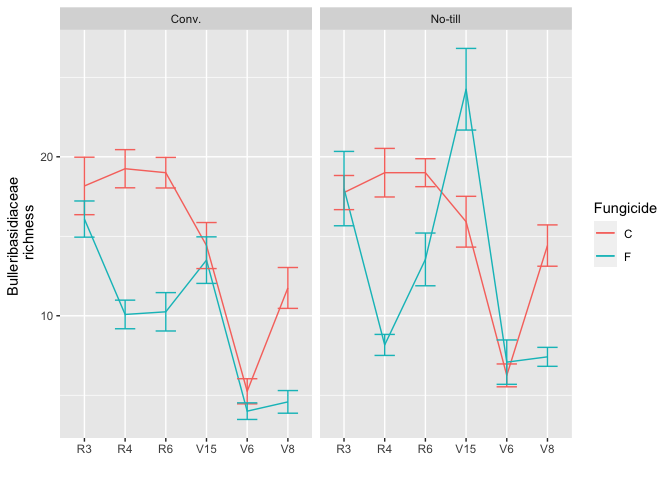 Conv.
No-till
Bulleribasidiaceae
richness
20
10
R3 R4 R6 V15 V6 V8
R3 R4 R6 V15 V6 V8
Fungicide
C
F